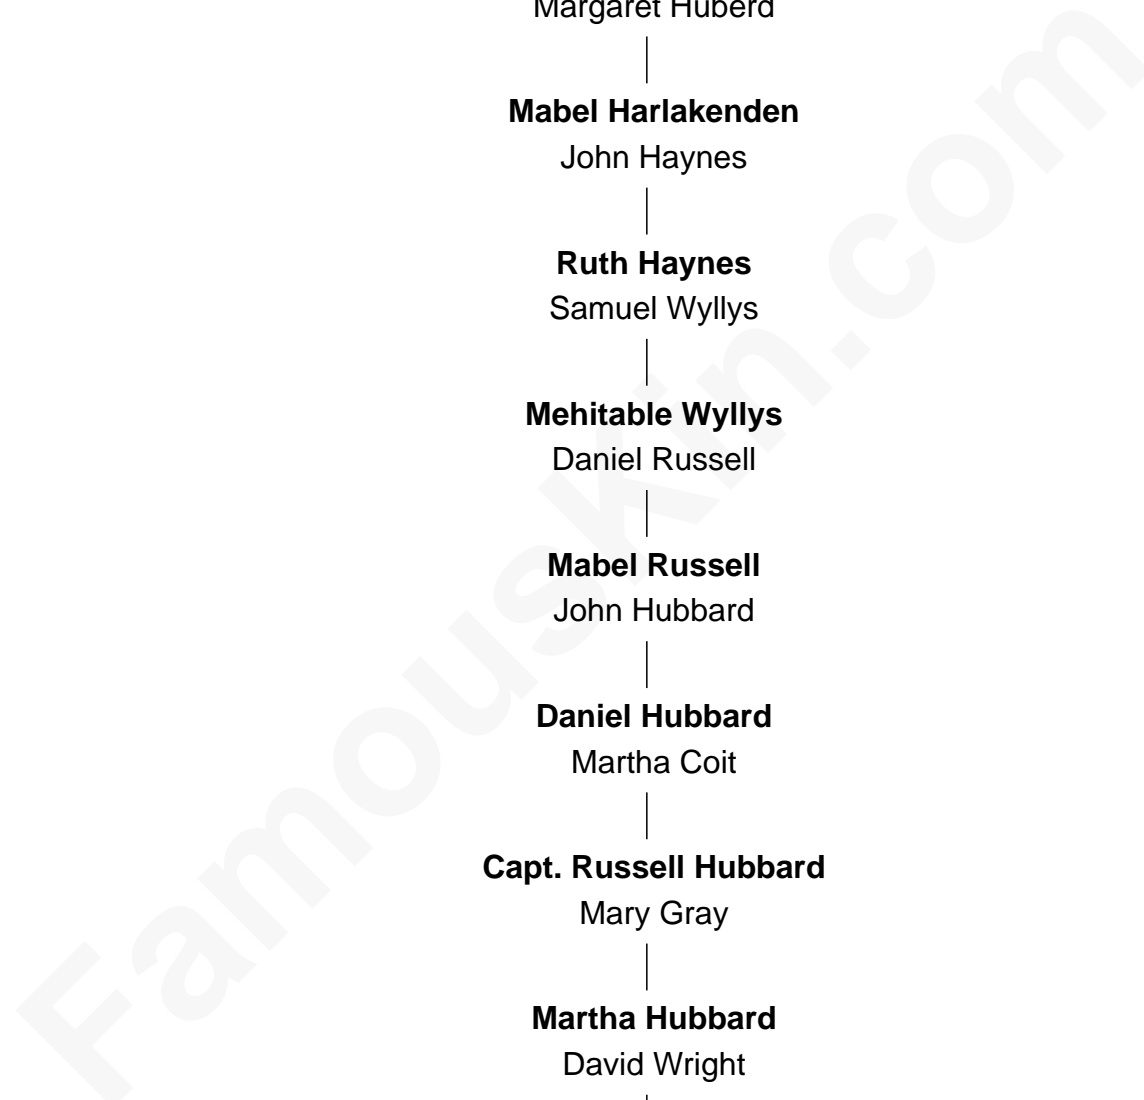 Margaret Huberd
Mabel Harlakenden
John Haynes
Ruth Haynes
Samuel Wyllys
Mehitable Wyllys
Daniel Russell
Mabel Russell
John Hubbard
Daniel Hubbard
Martha Coit
Capt. Russell Hubbard
Mary Gray
Martha Hubbard
David Wright
FamousKin.com